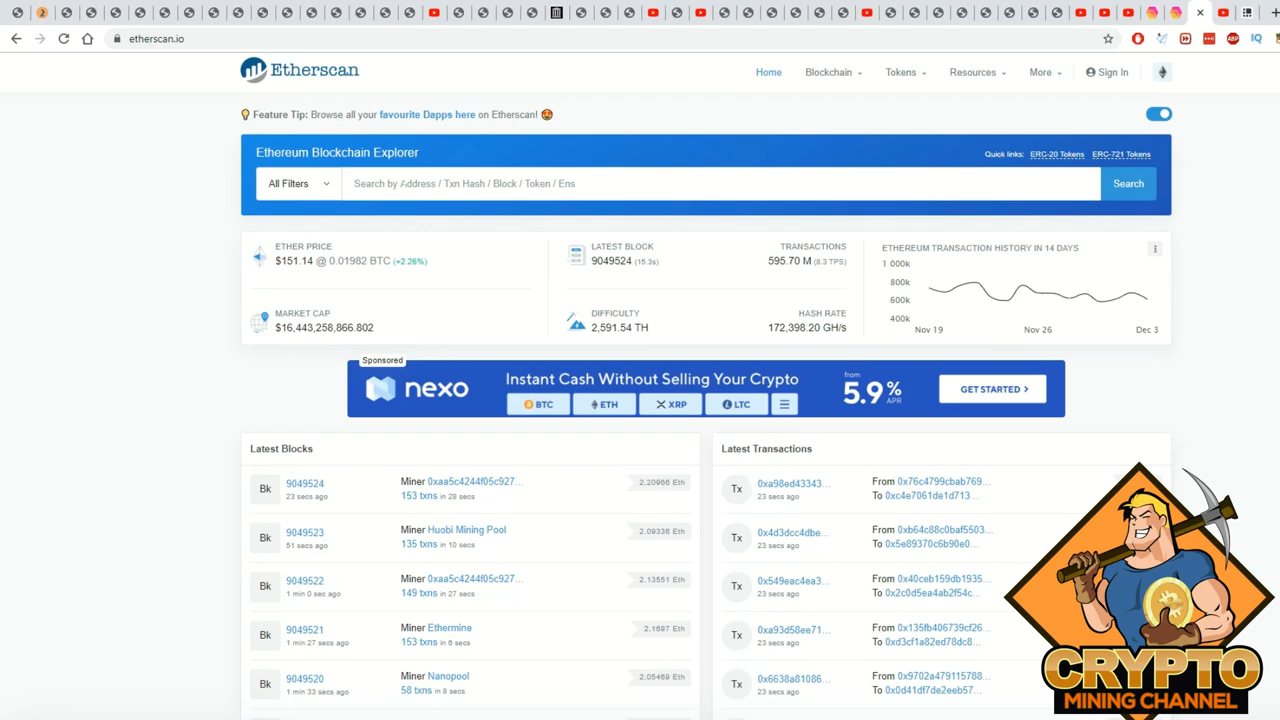 etherscan.io
Etherscan
Home Blockchain Tokens Resources More Sign In
Feature Tip: Browse all your favourite Dapps here on Etherscan!
Ethereum Blockchain Explorer
Quick links: ERC-20 Tokens ERC-721 Tokens
All Filters Search by Address / Txn Hash / Block / Token / Ens Search
ETHER PRICE
$151.14 @ 0.01982 BTC (+2.26%)
MARKET CAP
$16,443,258,866.802
LATEST BLOCK TRANSACTIONS
9049524 (15.3s) 595.70 M (8.3 TPS)
DIFFICULTY HASH RATE
2,591.54 TH 172,398.20 GH/s
ETHEREUM TRANSACTION HISTORY IN 14 DAYS
1 000k
800k
600k
400k
Nov 19 Nov 26 Dec 3
Sponsored
nexo
Instant Cash Without Selling Your Crypto
BTC ETH XRP LTC
from
5.9% APR
GET STARTED >
Latest Blocks
Bk 9049524 Miner 0xaa5c4244f05c927... 2.20966 Eth
23 secs ago 153 txns in 28 secs
Bk 9049523 Miner Huobi Mining Pool 2.09336 Eth
51 secs ago 135 txns in 10 secs
Bk 9049522 Miner 0xaa5c4244f05c927... 2.13551 Eth
1 min 0 sec ago 149 txns in 27 secs
Bk 9049521 Miner Ethermine 2.1697 Eth
1 min 27 secs ago 153 txns in 6 secs
Bk 9049520 Miner Nanopool 2.05469 Eth
1 min 33 secs ago 58 txns in 8 secs
Latest Transactions
Tx 0xa98ed43343... From 0x76c4799cbab769...
23 secs ago To 0xc4e7061de1d713...
Tx 0x4d3dcc4dbe... From 0xb64c88c0baf5503...
23 secs ago To 0x5e89370c6b90e0...
Tx 0x549eac4ea3... From 0x40ceb159db1935...
23 secs ago To 0x2c0d5ea4ab2f54c...
Tx 0xa93d58ee71... From 0x135fb406739cf26...
23 secs ago To 0xd3cf1a82ed78dc8...
Tx 0x6638a81086... From 0x9702a479115788...
23 secs ago To 0x0d41df7de2eeb57...
CRYPTO
MINING CHANNEL